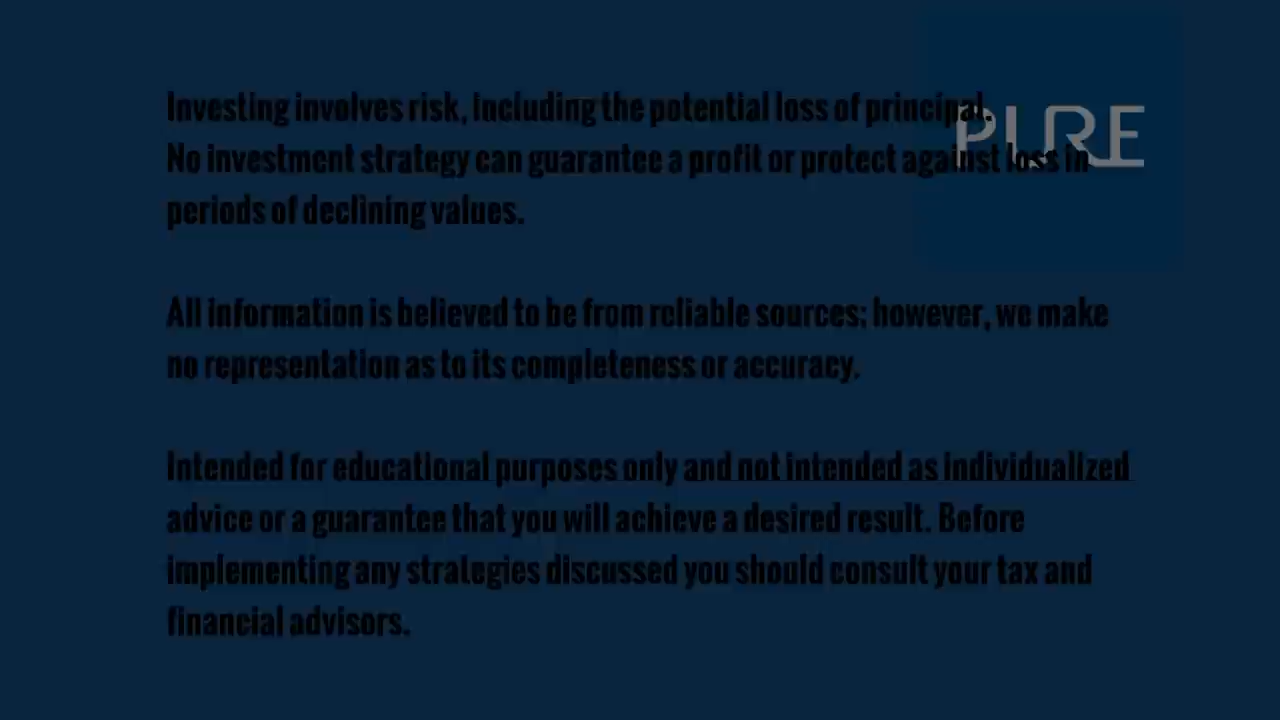 Investing involves risk, including the potential loss of principal.
PURE
No investment strategy can guarantee a profit or protect against loss in
periods of declining values.
All information is believed to be from reliable sources; however, we make
no representation as to its completeness or accuracy.
Intended for educational purposes only and not intended as individualized
advice or a guarantee that you will achieve a desired result. Before
implementing any strategies discussed you should consult your tax and
financial advisors.